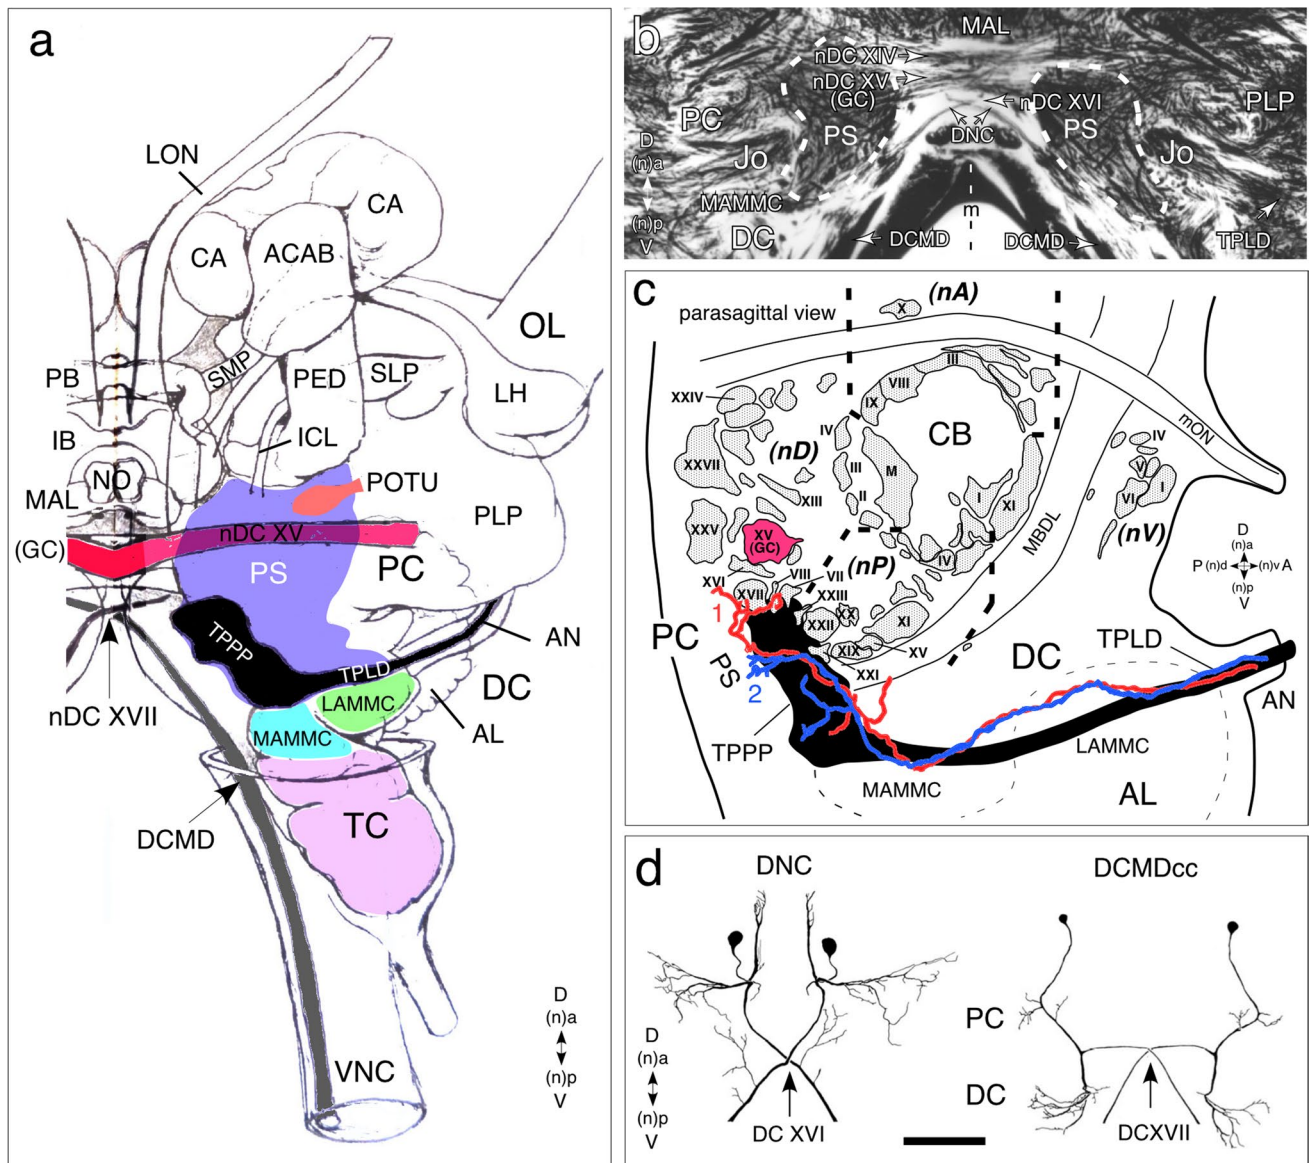 a
LON
CA
CA
ACAB
OL
PB
SMP
PED
SLP
LH
IB
ICL
NO
POTU
MAL
PLP
(GC)
nDC XV
PS
PC
TPPP
AN
TPLD
DC
LAMMC
nDC XVII
MAMMC
AL
DCMD
TC
D
(n)a
(n)p
V
VNC
b
MAL
nDC XIV
nDC XV
(GC)
nDC XVI
PLP
PC
PS
DNC
PS
D
(n)a
Jo
Jo
MAMMC
m
(n)p
V
DC
DCMD
DCMD
TPLD
c
parasagittal view
X
(nA)
III
VIII
XXIV
IX
CB
mON
IV
(nD)
IV
XXVII
III
M
V
I
XIII
II
I
VI
XI
XXV
XV
(GC)
MBDL
(nV)
D
(n)a
P (n)d
(n)v A
(n)p
V
(nP)
IV
VIII
VII
XVI
XVII
XXIII
1
XX
XXII
XI
PC
XIX
XV
DC
TPLD
PS
2
XXI
AN
TPPP
LAMMC
MAMMC
AL
d
DNC
DCMDcc
PC
D
(n)a
(n)p
V
DC
DC XVI
DCXVII